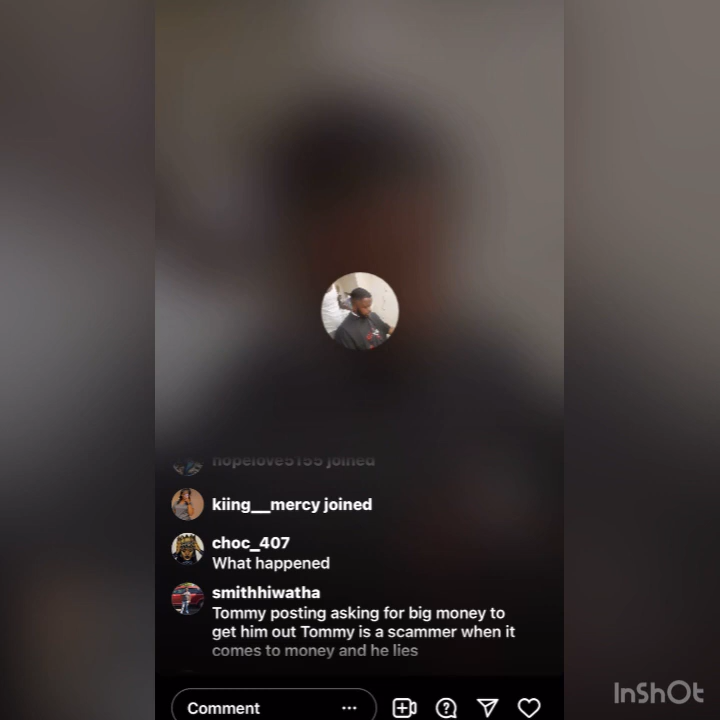 hopelove5155 joined
kiing__mercy joined
choc_407
What happened
smithhiwatha
Tommy posting asking for big money to
get him out Tommy is a scammer when it
comes to money and he lies
Comment
InShOt